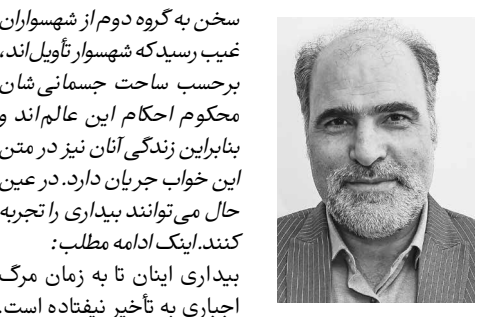 سخن به گروه دوم از شهسواران
غیب رسید که شهسوار تأویل‌اند،
برحسب ساحت جسمانی‌شان
محکوم احکام این عالم‌اند و
بنابراین زندگی آنان نیز در متن
این خواب جریان دارد. در عین
حال می‌توانند بیداری را تجربه
کنند. اینک ادامه مطلب:
بیداری اینان تا به زمان مرگ
اجباری به تأخیر نیفتاده است.